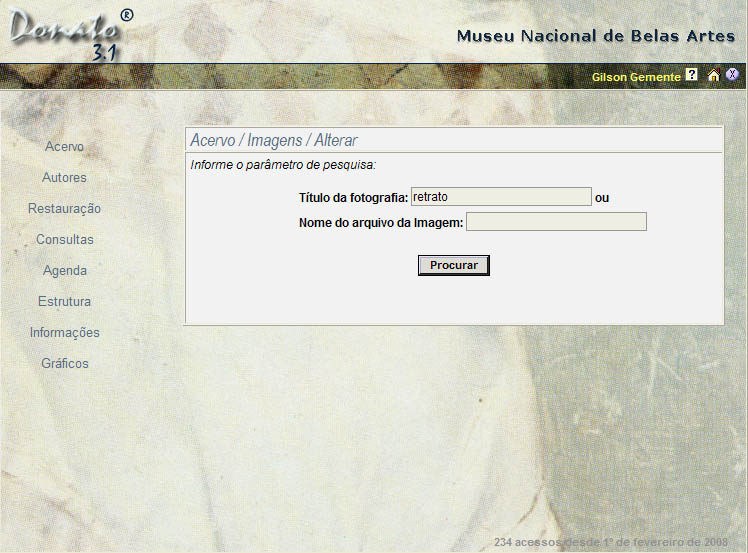 Donato®
3.1
Museu Nacional de Belas Artes
Gilson Gemente ? X
Acervo
Autores
Restauração
Consultas
Agenda
Estrutura
Informações
Gráficos
Acervo / Imagens / Alterar
Informe o parâmetro de pesquisa:
Título da fotografia: retrato ou
Nome do arquivo da Imagem:
Procurar
234 acessos desde 1º de fevereiro de 2008